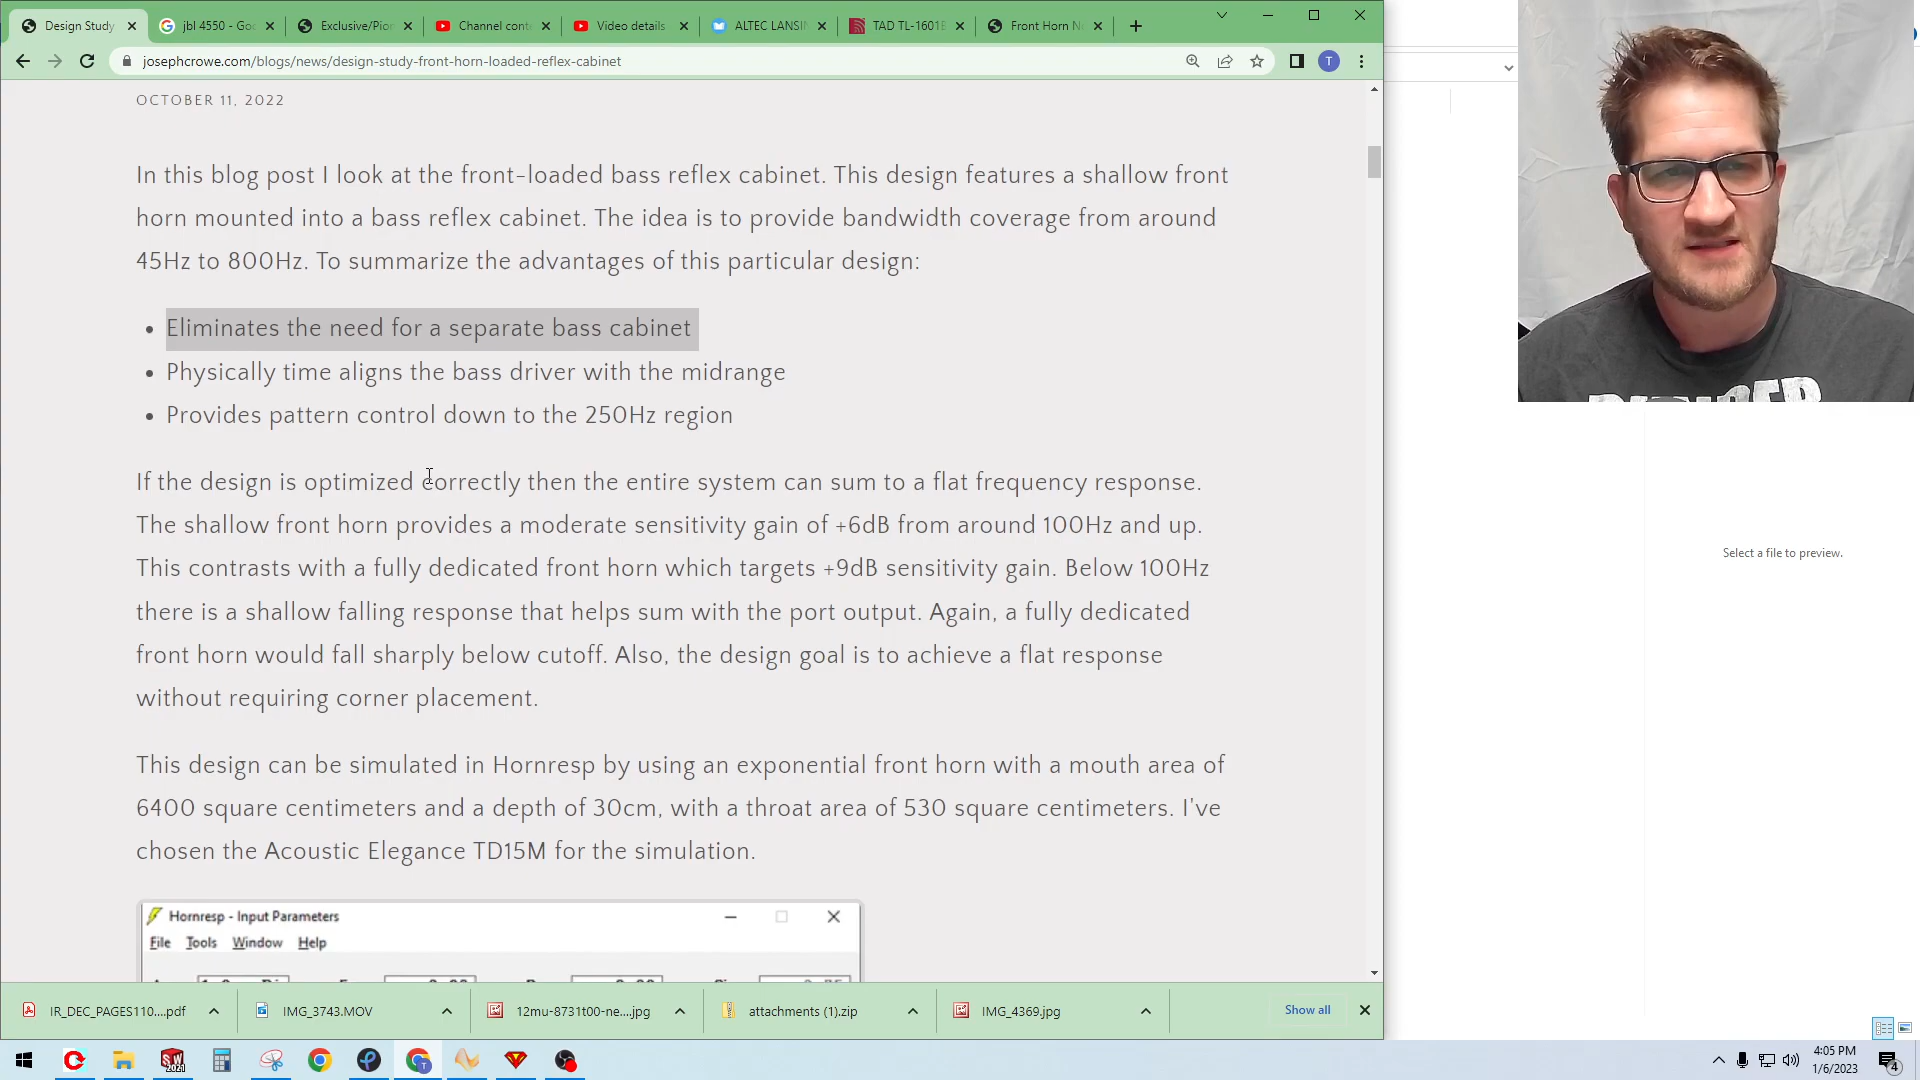 Design Study
jbl 4550 - Goo
Exclusive/Pion
Channel conte
Video details
ALTEC LANSIN
TAD TL-1601B
Front Horn Ne
josephcrowe.com/blogs/news/design-study-front-horn-loaded-reflex-cabinet
T
OCTOBER 11, 2022
In this blog post I look at the front-loaded bass reflex cabinet. This design features a shallow front
horn mounted into a bass reflex cabinet. The idea is to provide bandwidth coverage from around
45Hz to 800Hz. To summarize the advantages of this particular design:
• Eliminates the need for a separate bass cabinet
• Physically time aligns the bass driver with the midrange
• Provides pattern control down to the 250Hz region
If the design is optimized correctly then the entire system can sum to a flat frequency response.
The shallow front horn provides a moderate sensitivity gain of +6dB from around 100Hz and up.
This contrasts with a fully dedicated front horn which targets +9dB sensitivity gain. Below 100Hz
there is a shallow falling response that helps sum with the port output. Again, a fully dedicated
front horn would fall sharply below cutoff. Also, the design goal is to achieve a flat response
without requiring corner placement.
This design can be simulated in Hornresp by using an exponential front horn with a mouth area of
6400 square centimeters and a depth of 30cm, with a throat area of 530 square centimeters. I've
chosen the Acoustic Elegance TD15M for the simulation.
Hornresp - Input Parameters
File Tools Window Help
Select a file to preview.
IR_DEC_PAGES110....pdf
IMG_3743.MOV
12mu-8731t00-ne....jpg
attachments (1).zip
IMG_4369.jpg
Show all
SW
2021
4:05 PM
1/6/2023
4